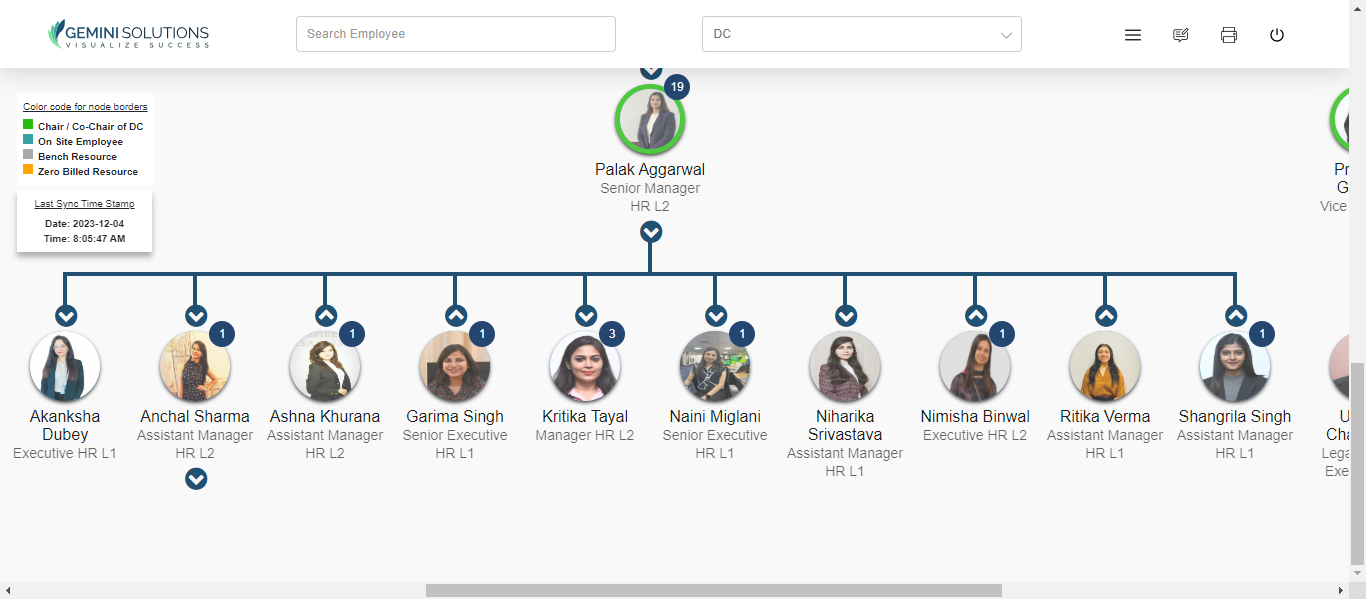 GEMINI SOLUTIONS
VISUALIZE SUCCESS
Search Employee
DC
Color code for node borders
Chair / Co-Chair of DC
On Site Employee
Bench Resource
Zero Billed Resource
Last Sync Time Stamp
Date: 2023-12-04
Time: 8:05:47 AM
19
Palak Aggarwal
Senior Manager
HR L2
Pr
G
Vice
Akanksha
Dubey
Executive HR L1
1
Anchal Sharma
Assistant Manager
HR L2
1
Ashna Khurana
Assistant Manager
HR L2
1
Garima Singh
Senior Executive
HR L1
3
Kritika Tayal
Manager HR L2
1
Naini Miglani
Senior Executive
HR L1
Niharika
Srivastava
Assistant Manager
HR L1
1
Nimisha Binwal
Executive HR L2
Ritika Verma
Assistant Manager
HR L1
1
Shangrila Singh
Assistant Manager
HR L1
U
Cha
Lega
Exe